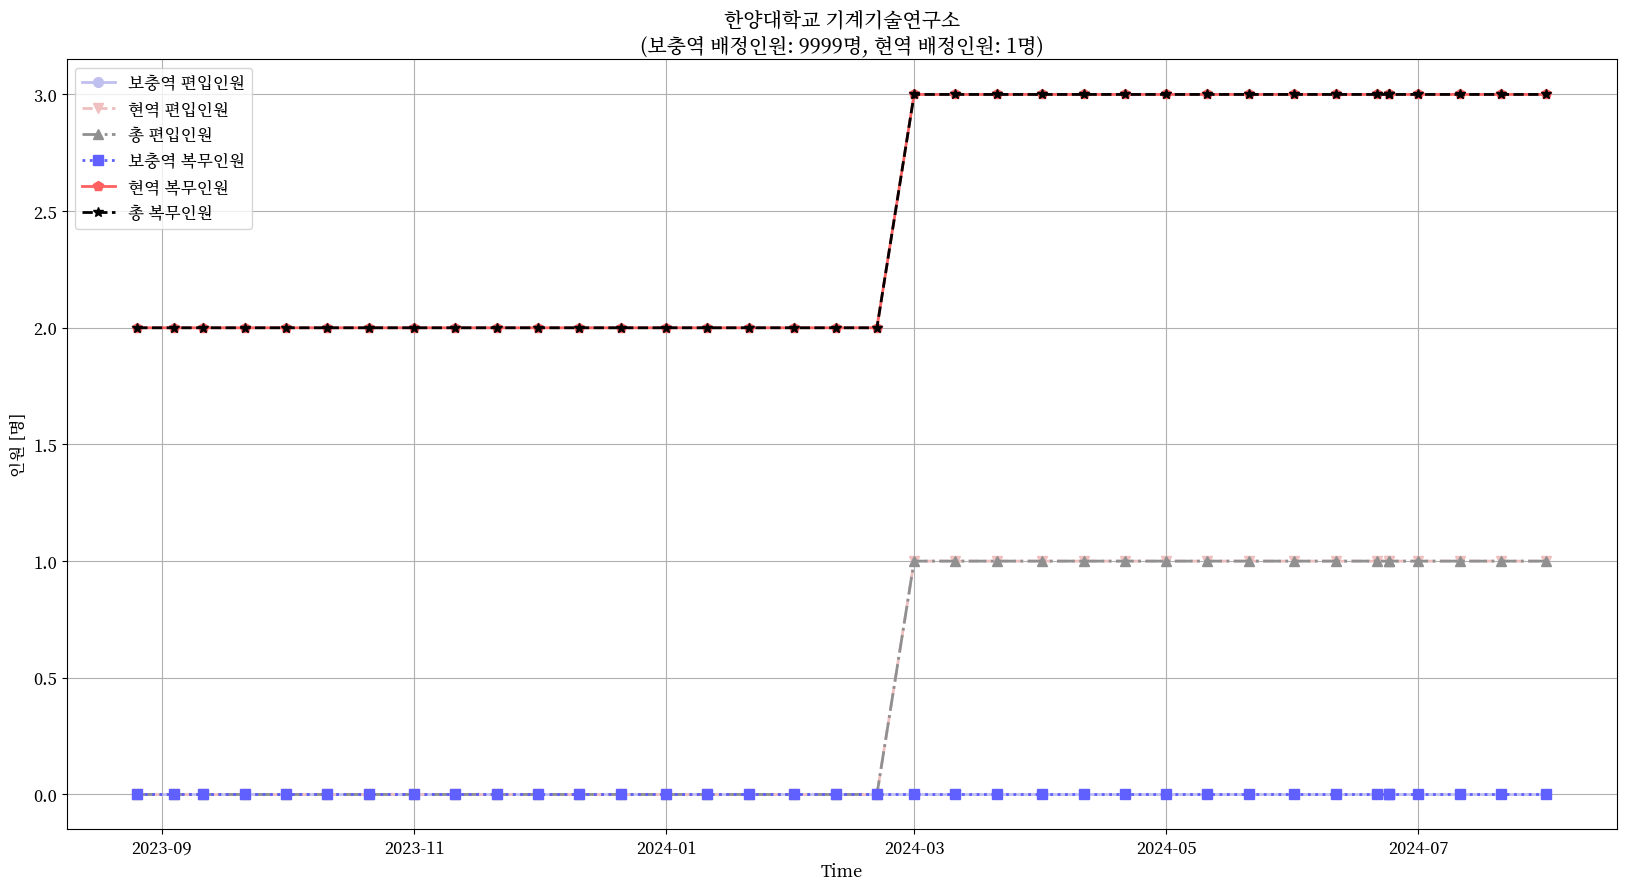 한양대학교 기계기술연구소
(보충역 배정인원: 9999명, 현역 배정인원: 1명)
보충역 편입인원
현역 편입인원
총 편입인원
보충역 복무인원
현역 복무인원
총 복무인원
인원 [명]
3.0
2.5
2.0
1.5
1.0
0.5
0.0
2023-09
2023-11
2024-01
2024-03
2024-05
2024-07
Time